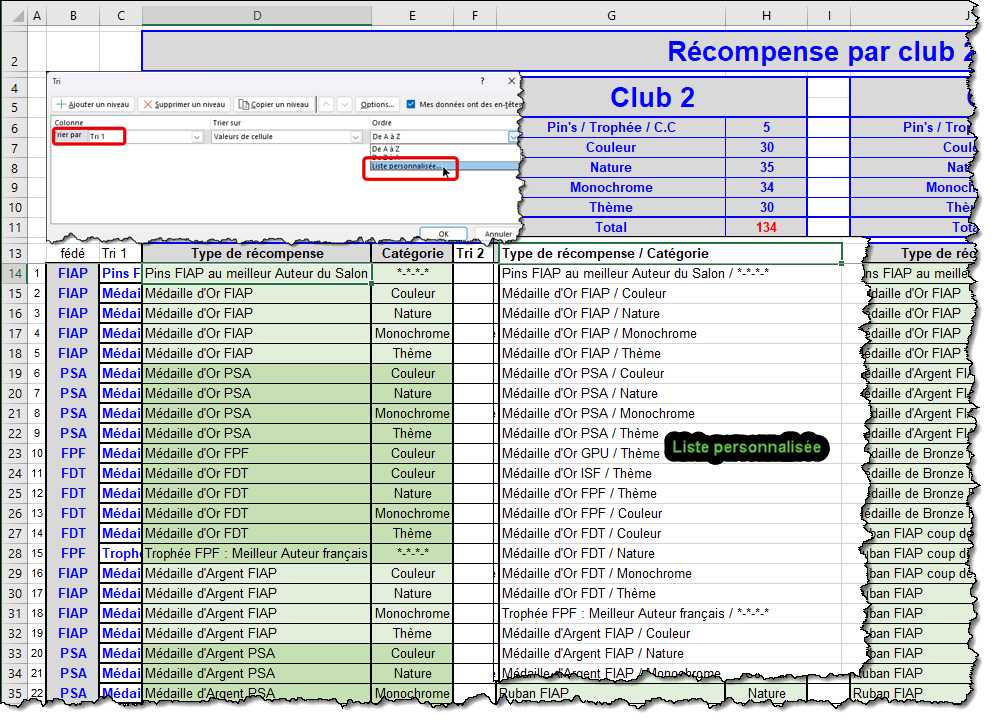 A B C D E F G H I J
2 Récompense par club 2
Tri ? X
Ajouter un niveau Supprimer un niveau Copier un niveau Options... Mes données ont des en-têtes
Colonne Trier sur Ordre
Trier par Tri 1 Valeurs de cellule De A à Z
De A à Z
Liste personnalisée...
OK Annuler
4
5 Club 2
6 Pin's / Trophée / C.C 5 Pin's / Trop
7 Couleur 30 Coul
8 Nature 35 Nat
9 Monochrome 34 Monoch
10 Thème 30 Thè
11 Total 134 Tot
13 fédé Tri 1 Type de récompense Catégorie Tri 2 Type de récompense / Catégorie Type de réc
14 1 FIAP Pins F Pins FIAP au meilleur Auteur du Salon *-*-*-* Pins FIAP au meilleur Auteur du Salon / *-*-*-* ns FIAP au meille
15 2 FIAP Médai Médaille d'Or FIAP Couleur Médaille d'Or FIAP / Couleur daille d'Or FIAP
16 3 FIAP Médai Médaille d'Or FIAP Nature Médaille d'Or FIAP / Nature daille d'Or FIAP
17 4 FIAP Médai Médaille d'Or FIAP Monochrome Médaille d'Or FIAP / Monochrome daille d'Or FIAP
18 5 FIAP Médai Médaille d'Or FIAP Thème Médaille d'Or FIAP / Thème édaille d'Or FIAP
19 6 PSA Médai Médaille d'Or PSA Couleur Médaille d'Or PSA / Couleur édaille d'Argent FIA
20 7 PSA Médai Médaille d'Or PSA Nature Médaille d'Or PSA / Nature édaille d'Argent FIA
21 8 PSA Médai Médaille d'Or PSA Monochrome Médaille d'Or PSA / Monochrome édaille d'Argent FIA
22 9 PSA Médai Médaille d'Or PSA Thème Médaille d'Or PSA / Thème édaille d'Argent FIA
Liste personnalisée
23 10 FPF Médai Médaille d'Or FPF Couleur Médaille d'Or GPU / Thème édaille de Bronze
24 11 FDT Médai Médaille d'Or FDT Couleur Médaille d'Or ISF / Thème édaille de Bronze
25 12 FDT Médai Médaille d'Or FDT Nature Médaille d'Or FPF / Thème édaille de Bronze
26 13 FDT Médai Médaille d'Or FDT Monochrome Médaille d'Or FPF / Couleur édaille de Bronze
27 14 FDT Médai Médaille d'Or FDT Thème Médaille d'Or FDT / Couleur uban FIAP coup de
28 15 FPF Troph Trophée FPF : Meilleur Auteur français *-*-*-* Médaille d'Or FDT / Nature uban FIAP coup d
29 16 FIAP Médai Médaille d'Argent FIAP Couleur Médaille d'Or FDT / Monochrome uban FIAP coup de
30 17 FIAP Médai Médaille d'Argent FIAP Nature Médaille d'Or FDT / Thème uban FIAP
31 18 FIAP Médai Médaille d'Argent FIAP Monochrome Trophée FPF : Meilleur Auteur français / *-*-*-* uban FIAP
32 19 FIAP Médai Médaille d'Argent FIAP Thème Médaille d'Argent FIAP / Couleur uban FIAP
33 20 PSA Médai Médaille d'Argent PSA Couleur Médaille d'Argent FIAP / Nature uban FIAP
34 21 PSA Médai Médaille d'Argent PSA Nature Médaille d'Argent FIAP / Monochrome uban FIAP
35 22 PSA Médai Médaille d'Argent PSA Monochrome Ruban FIAP Nature Ruban FIAP